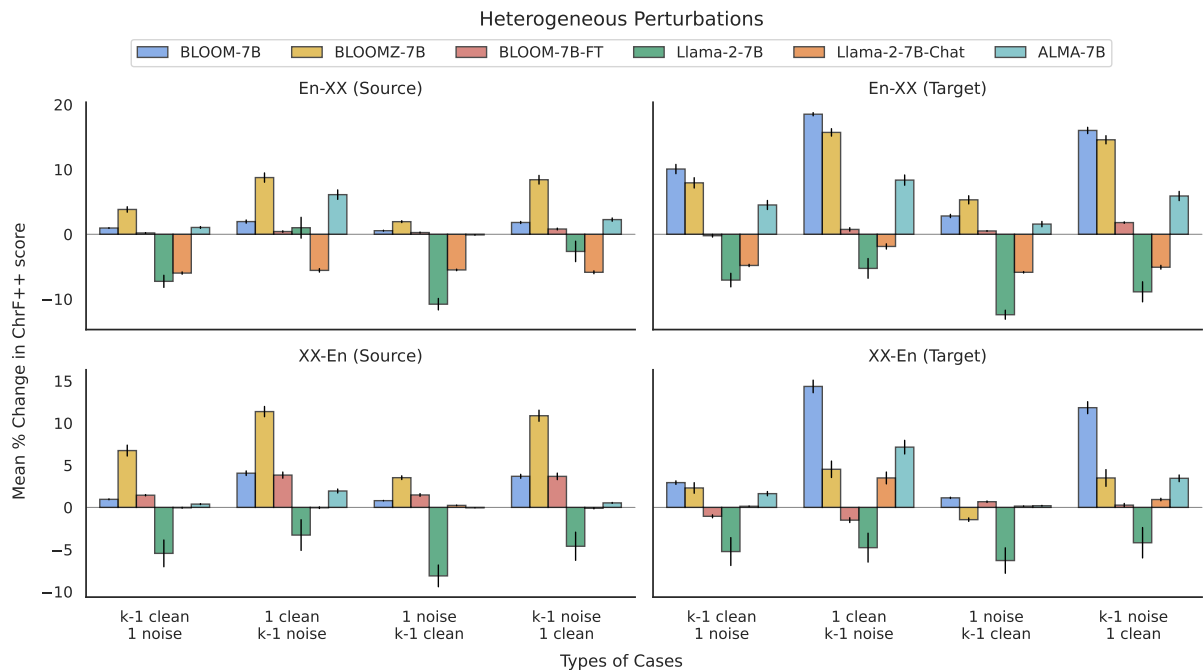 Heterogeneous Perturbations
BLOOM-7B BLOOMZ-7B BLOOM-7B-FT Llama-2-7B Llama-2-7B-Chat ALMA-7B
En-XX (Source)
En-XX (Target)
20
10
0
−10
XX-En (Source)
XX-En (Target)
15
10
5
0
−5
−10
Mean % Change in ChrF++ score
k-1 clean 1 clean 1 noise k-1 noise k-1 clean 1 clean 1 noise k-1 noise
1 noise k-1 noise k-1 clean 1 clean 1 noise k-1 noise k-1 clean 1 clean
Types of Cases